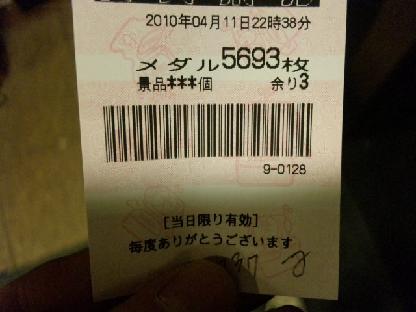 2010年04月11日22時38分
メダル5693枚
景品***個 余り3
9-0128
[当日限り有効]
毎度ありがとうございます